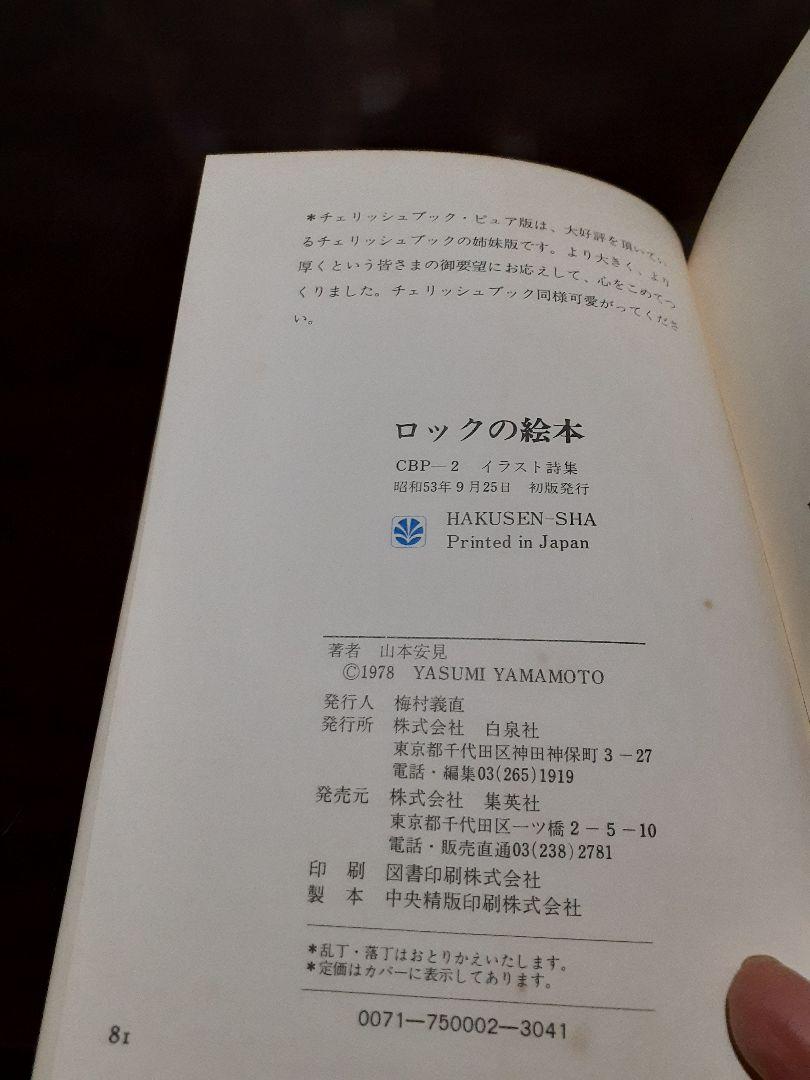 *チェリッシュブック・ピュア版は、大好評を頂いてい
るチェリッシュブックの姉妹版です。より大きく、より
厚くという皆さまの御要望にお応えして、心をこめてつ
くりました。チェリッシュブック同様可愛がってくださ
い。
ロックの絵本
CBP—2 イラスト詩集
昭和53年9月25日 初版発行
HAKUSEN-SHA
Printed in Japan
著者 山本安見
©1978 YASUMI YAMAMOTO
発行人 梅村義直
発行所 株式会社 白泉社
東京都千代田区神田神保町3-27
電話・編集03(265)1919
発売元 株式会社 集英社
東京都千代田区一ツ橋2-5-10
電話・販売直通03(238)2781
印刷 図書印刷株式会社
製本 中央精版印刷株式会社
*乱丁・落丁はおとりかえいたします。
*定価はカバーに表示してあります。
0071—750002—3041
81